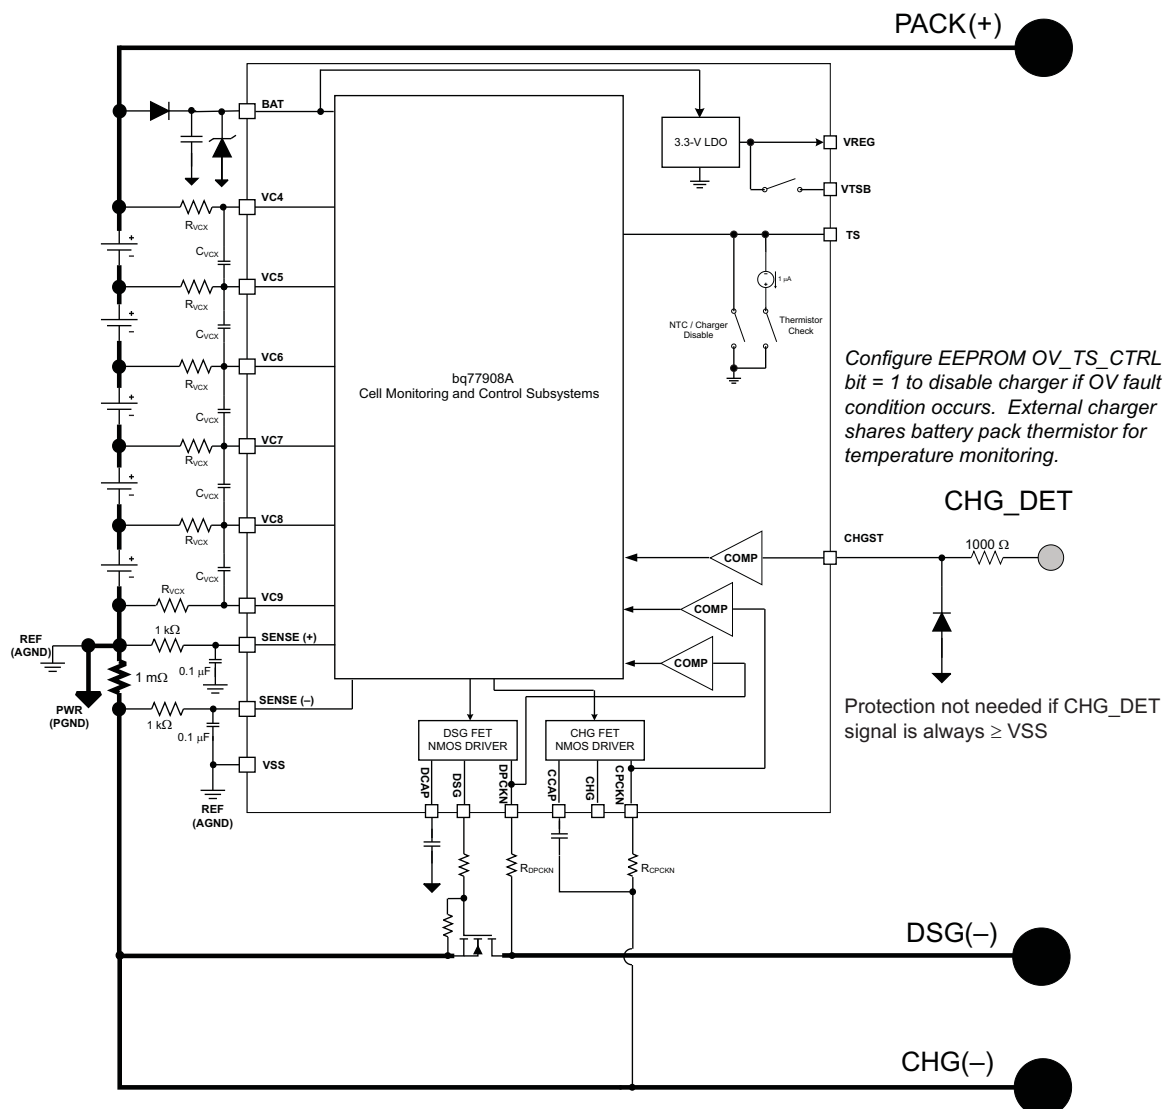 PACK(+)
BAT
3.3-V LDO
VREG
VTSB
VC4
RVCX
TS
CVCX
VC5
RVCX
1 μA
CVCX
NTC / Charger
Disable
Thermistor
Check
VC6
RVCX
bq77908A
Cell Monitoring and Control Subsystems
Configure EEPROM OV_TS_CTRL
bit = 1 to disable charger if OV fault
condition occurs. External charger
shares battery pack thermistor for
temperature monitoring.
CVCX
VC7
RVCX
CVCX
CHG_DET
VC8
RVCX
CHGST
1000 Ω
COMP
CVCX
RVCX
VC9
COMP
REF
(AGND)
1 kΩ
SENSE (+)
0.1 μF
COMP
1 mΩ
PWR
(PGND)
SENSE (–)
1 kΩ
0.1 μF
Protection not needed if CHG_DET
signal is always ≥ VSS
DSG FET
NMOS DRIVER
CHG FET
NMOS DRIVER
VSS
REF
(AGND)
DCAP
DSG
DPCKN
CCAP
CHG
CPCKN
RDPCKN
RCPCKN
DSG(–)
CHG(–)
+
–
+
–
+
–
+
–
+
–